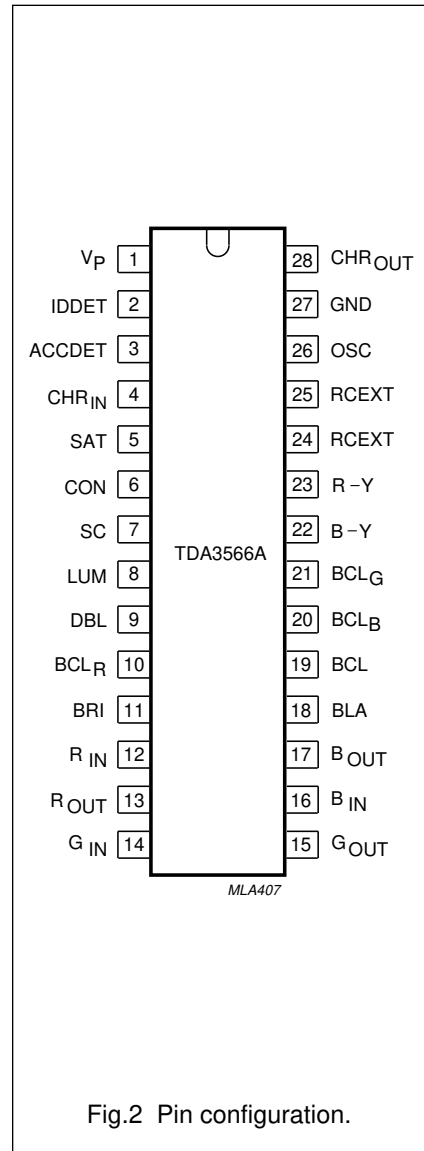 VP 1 28 CHROUT
IDDET 2 27 GND
ACCDET 3 26 OSC
CHRIN 4 25 RCEXT
SAT 5 24 RCEXT
CON 6 23 R−Y
SC 7 22 B−Y
TDA3566A
LUM 8 21 BCLG
DBL 9 20 BCLB
BCLR 10 19 BCL
BRI 11 18 BLA
R IN 12 17 BOUT
ROUT 13 16 B IN
G IN 14 15 GOUT
MLA407
Fig.2 Pin configuration.